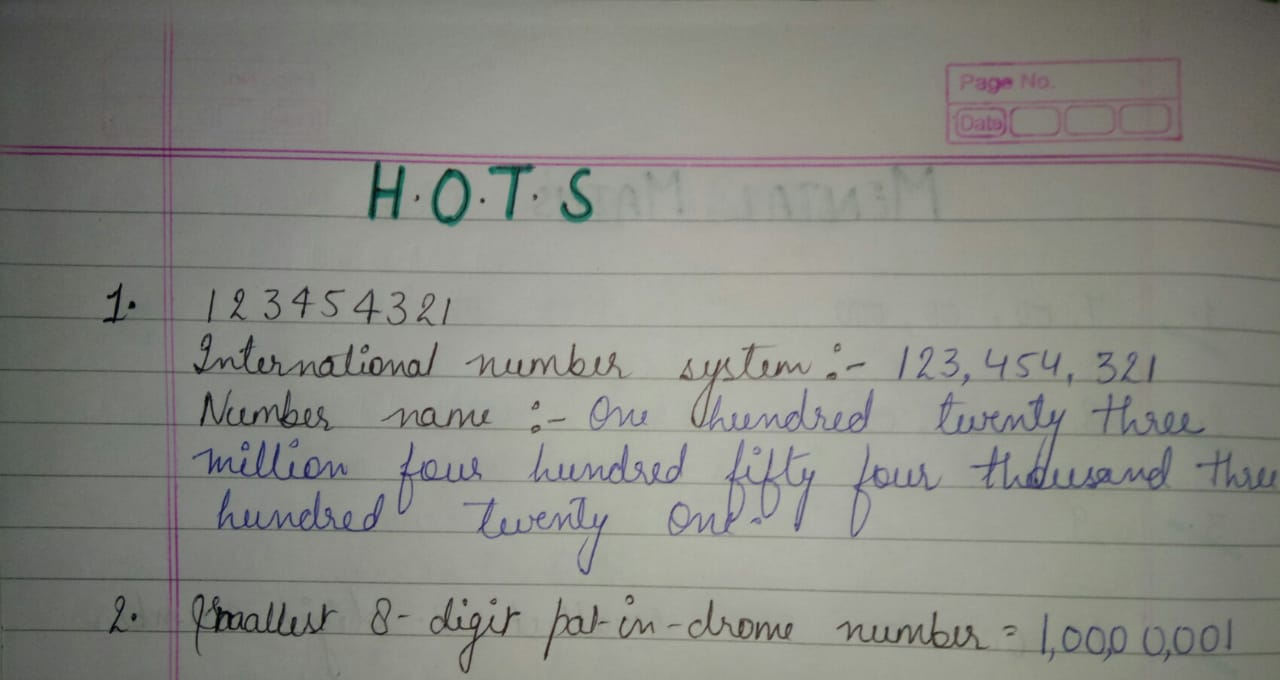 Page No.
Date
H.O.T.S
1. 123454321
International number system :- 123,454,321
Number name :- One hundred twenty three
million four hundred fifty four thousand three
hundred twenty one.
2. Smallest 8-digit pal-in-drome number = 1,00,0 0,001